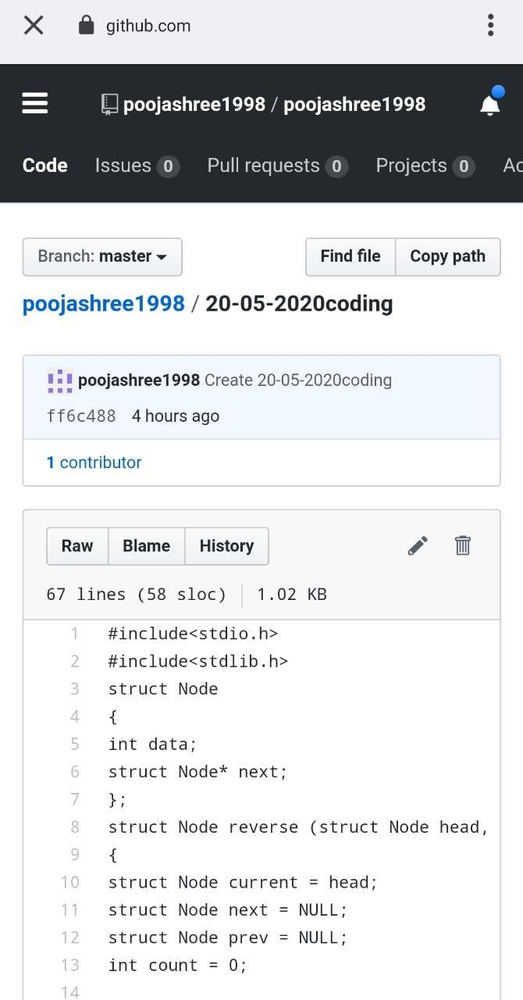 github.com
poojashree1998 / poojashree1998
Code Issues 0 Pull requests 0 Projects 0 Ac
Branch: master Find file Copy path
poojashree1998 / 20-05-2020coding
poojashree1998 Create 20-05-2020coding
ff6c488 4 hours ago
1 contributor
Raw Blame History
67 lines (58 sloc) 1.02 KB
1 #include<stdio.h>
2 #include<stdlib.h>
3 struct Node
4 {
5 int data;
6 struct Node* next;
7 };
8 struct Node reverse (struct Node head,
9 {
10 struct Node current = head;
11 struct Node next = NULL;
12 struct Node prev = NULL;
13 int count = 0;
14